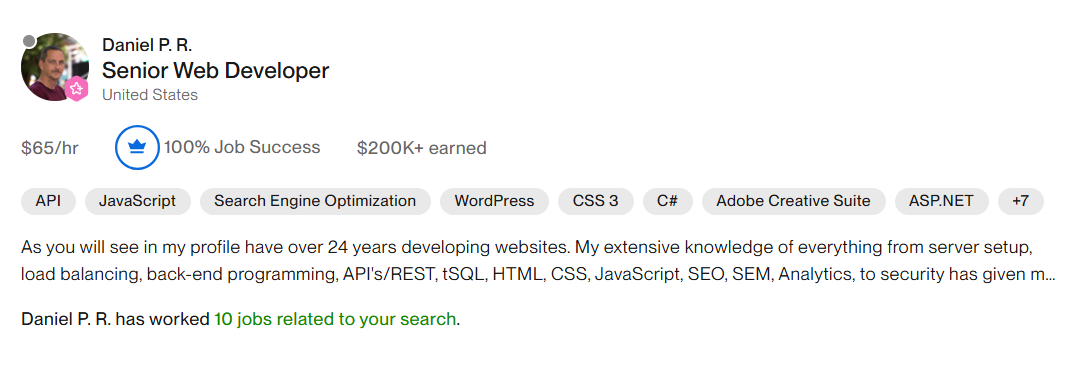 Daniel P. R.
Senior Web Developer
United States
$65/hr 100% Job Success $200K+ earned
API JavaScript Search Engine Optimization WordPress CSS 3 C# Adobe Creative Suite ASP.NET +7
As you will see in my profile have over 24 years developing websites. My extensive knowledge of everything from server setup,
load balancing, back-end programming, API's/REST, tSQL, HTML, CSS, JavaScript, SEO, SEM, Analytics, to security has given m...
Daniel P. R. has worked 10 jobs related to your search.